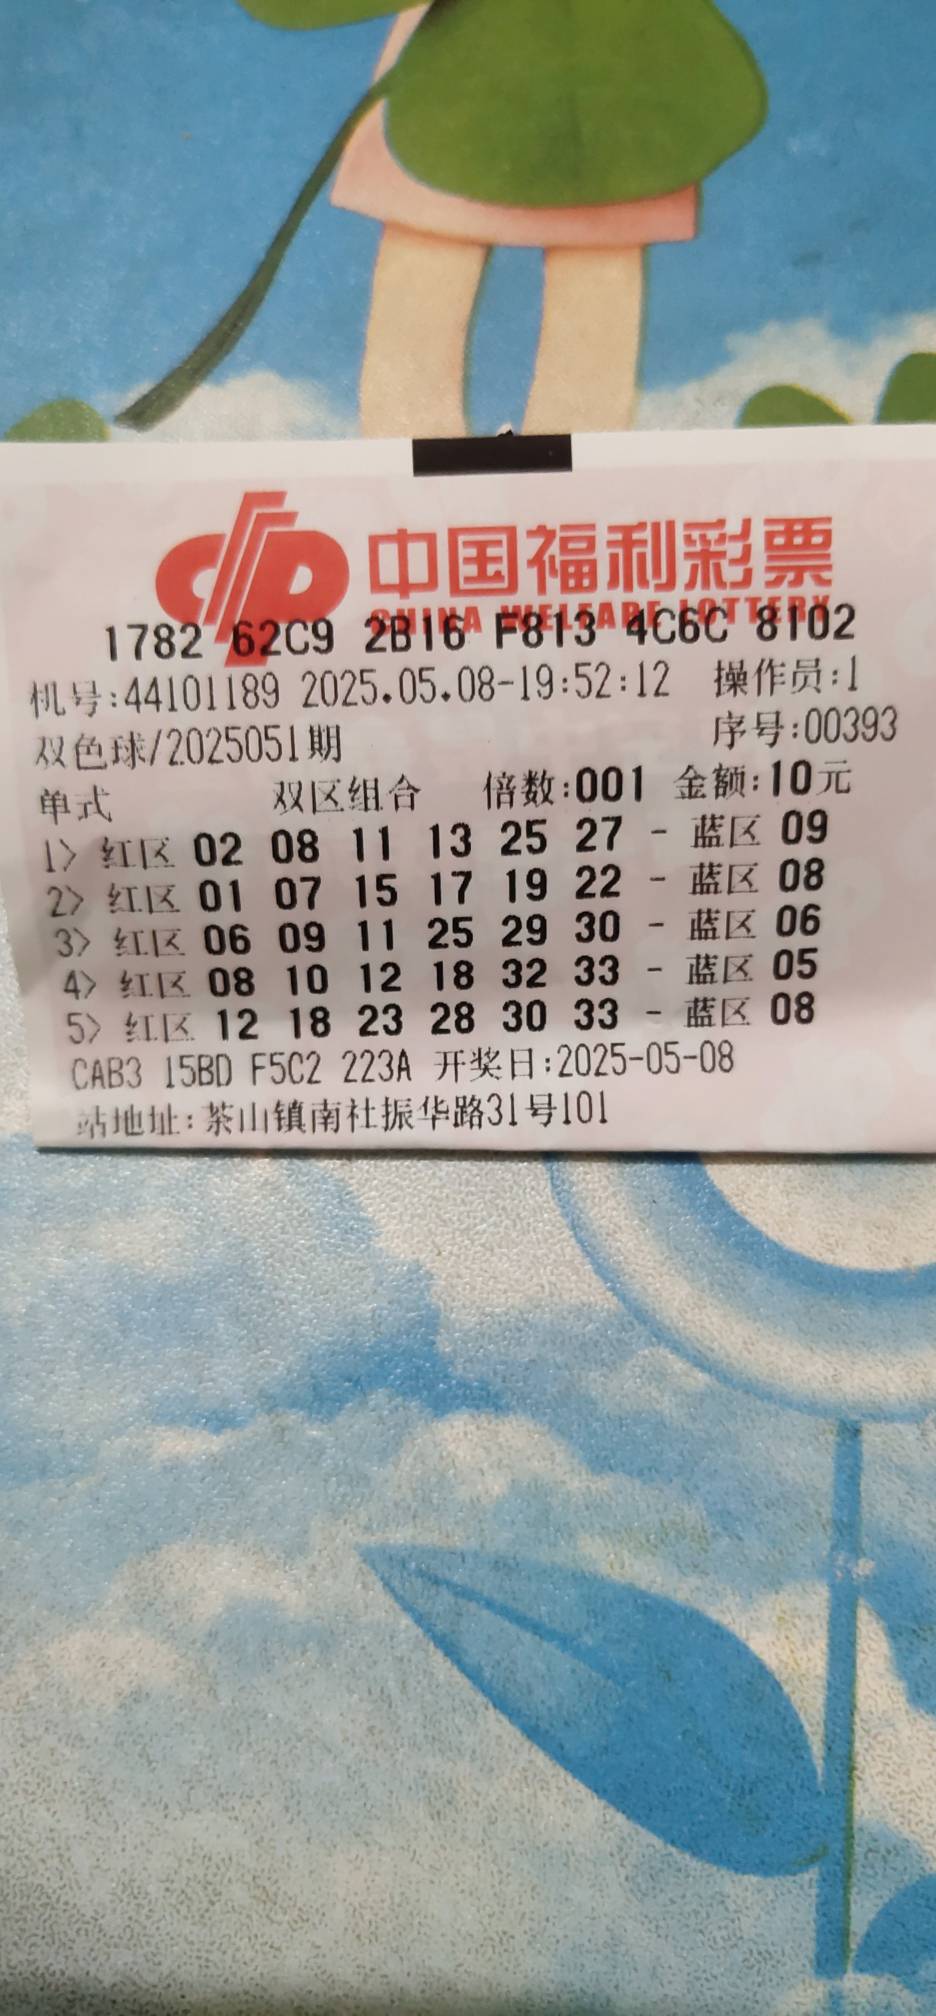 中国福利彩票
CHINA WELFARE LOTTERY
1782 62C9 2B16 F813 4C6C 8102
机号:44101189 2025.05.08-19:52:12 操作员:1
双色球/2025051期 序号:00393
单式 双区组合 倍数:001 金额:10元
1> 红区 02 08 11 13 25 27 - 蓝区 09
2> 红区 01 07 15 17 19 22 - 蓝区 08
3> 红区 06 09 11 25 29 30 - 蓝区 06
4> 红区 08 10 12 18 32 33 - 蓝区 05
5> 红区 12 18 23 28 30 33 - 蓝区 08
CAB3 15BD F5C2 223A 开奖日:2025-05-08
站地址:茶山镇南社振华路31号101